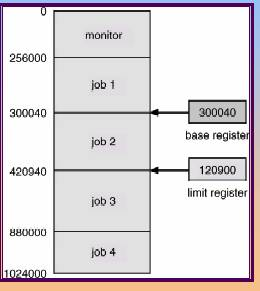 0
monitor
256000
job 1
300040
300040
base register
job 2
420940
120900
limit register
job 3
880000
job 4
1024000